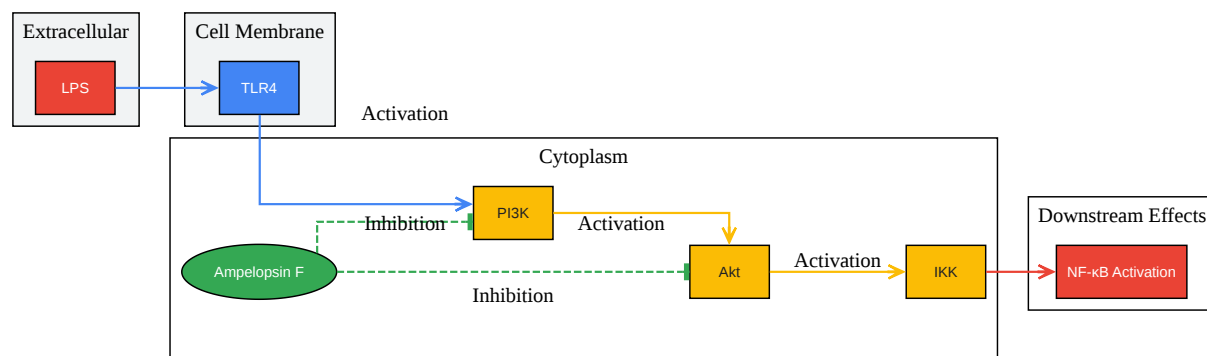 Extracellular
Cell Membrane
LPS
TLR4
Activation
Cytoplasm
PI3K
Inhibition
Activation
Downstream Effects
Ampelopsin F
Akt
Activation
IKK
NF-κB Activation
Inhibition